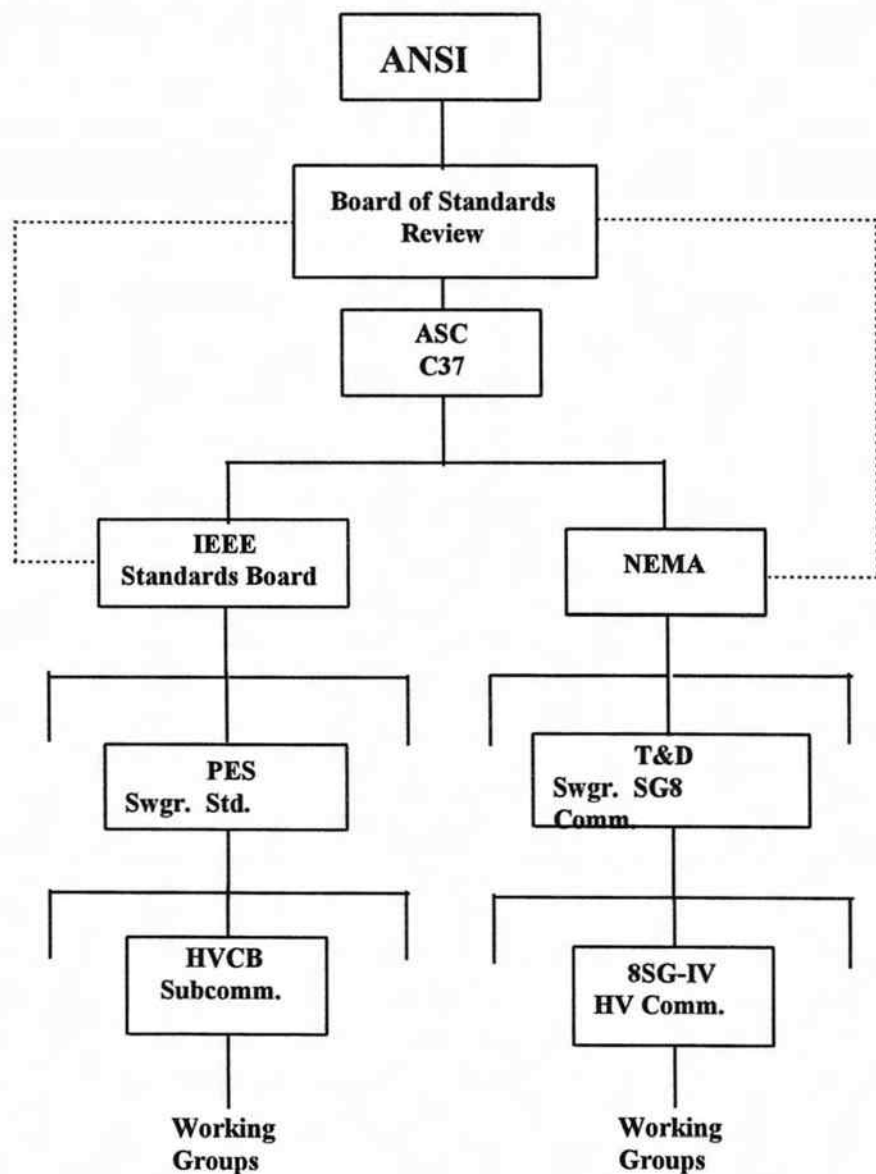 ANSI
Board of Standards
Review
ASC
C37
IEEE
Standards Board
NEMA
PES
Swgr. Std.
T&D
Swgr. SG8
Comm.
HVCB
Subcomm.
8SG-IV
HV Comm.
Working
Groups
Working
Groups